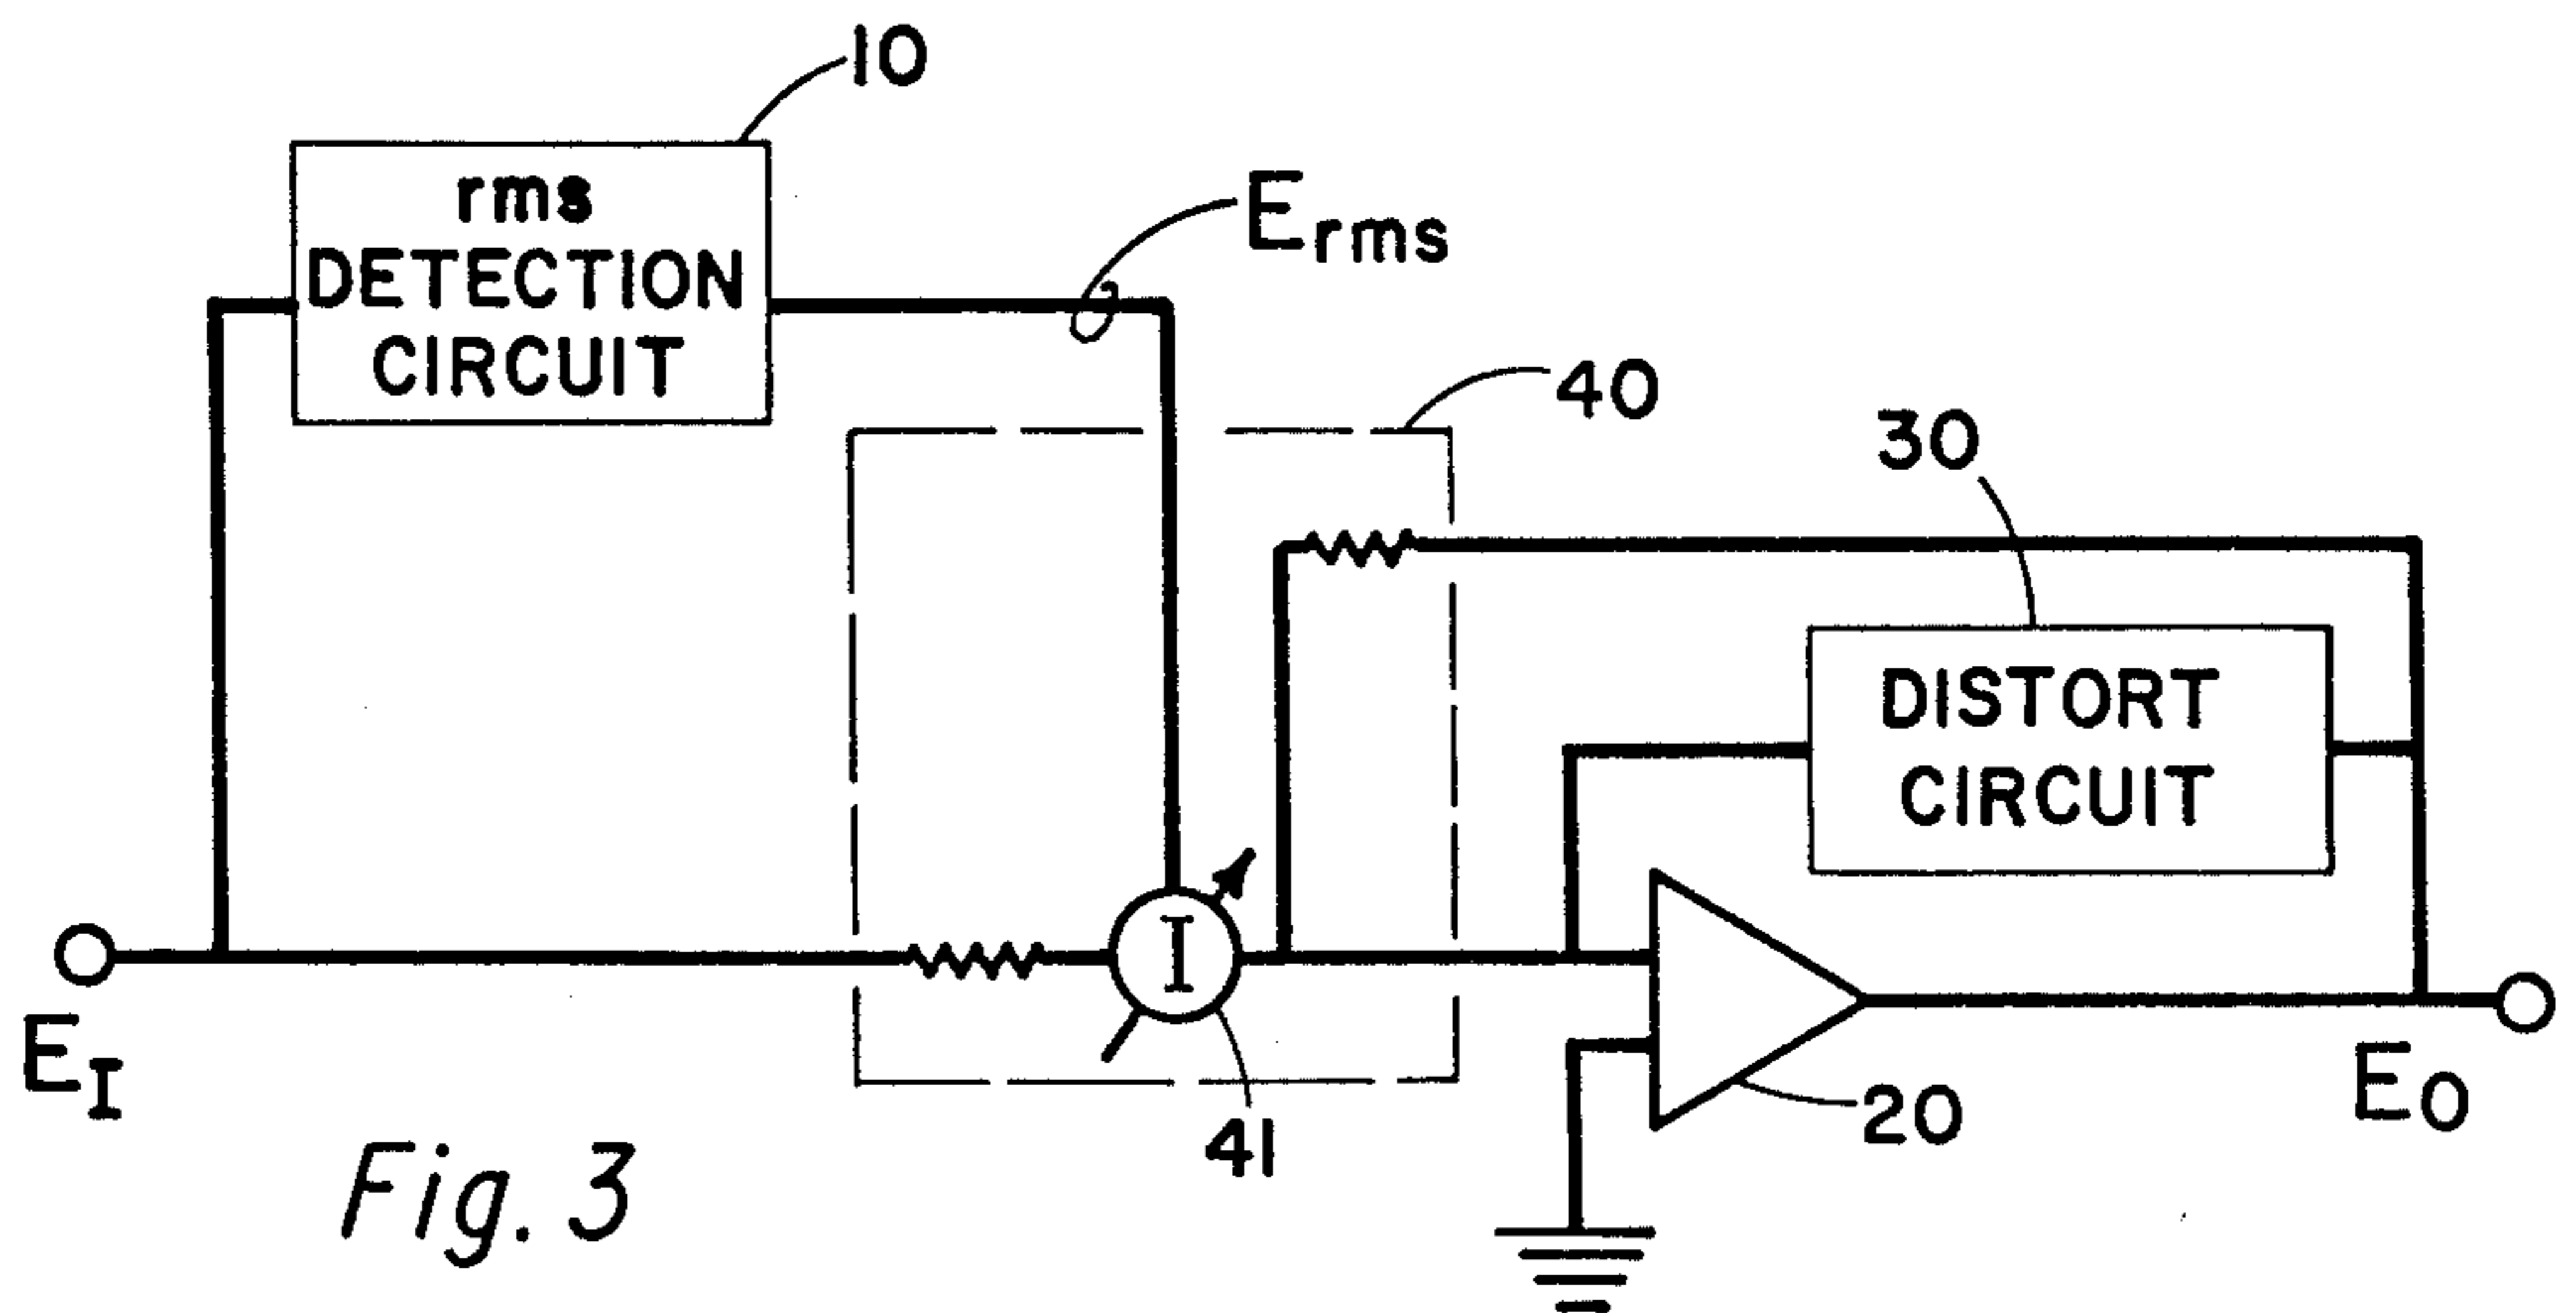 10
rms
DETECTION
CIRCUIT
Erms
40
30
DISTORT
CIRCUIT
I
EI
41
20
EO
Fig. 3